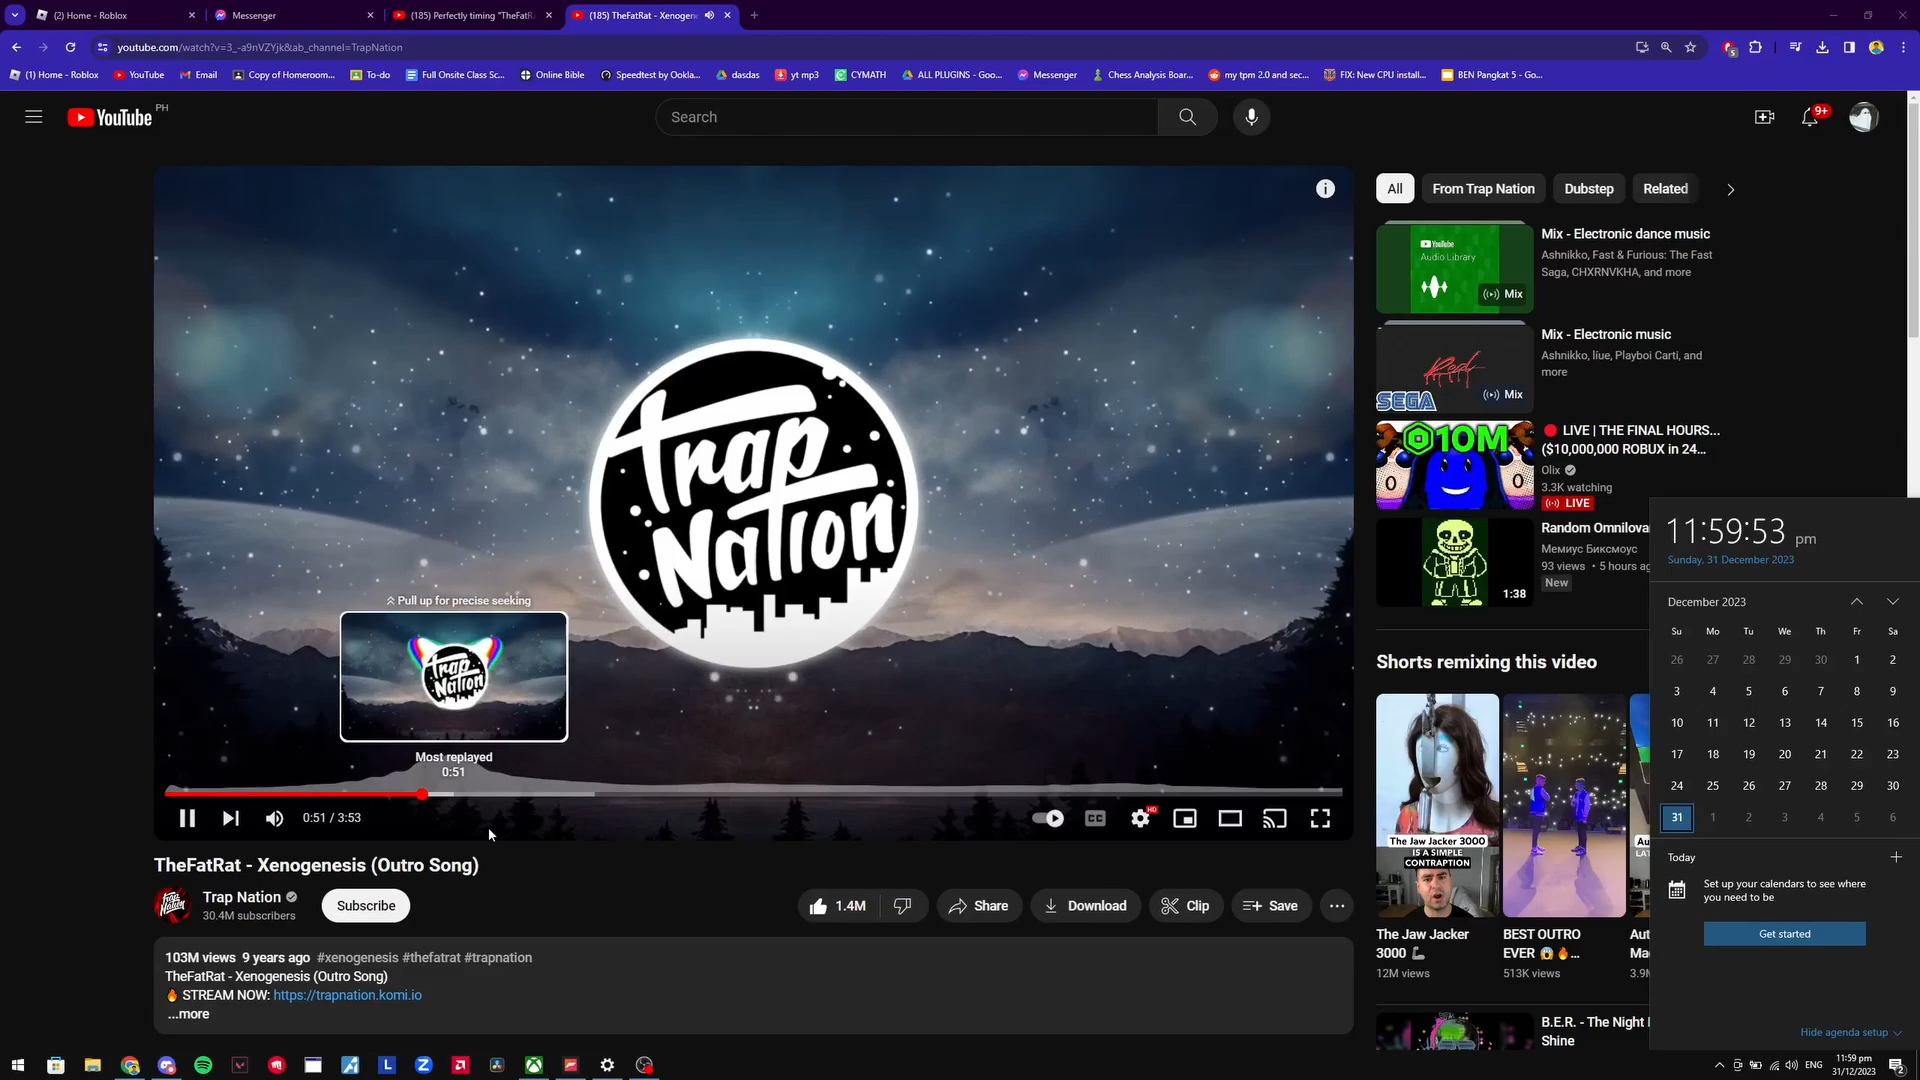 (2) Home - Roblox
Messenger
(185) Perfectly timing "TheFatR
(185) TheFatRat - Xenogene
youtube.com/watch?v=3_-a9nVZYjk&ab_channel=TrapNation
(1) Home - Roblox
YouTube
Email
Copy of Homeroom...
To-do
Full Onsite Class Sc...
Online Bible
Speedtest by Ookla...
dasdas
yt mp3
CYMATH
ALL PLUGINS - Goo...
Messenger
Chess Analysis Boar...
my tpm 2.0 and sec...
FIX: New CPU install...
BEN Pangkat 5 - Go...
YouTube
PH
Search
9+
All
From Trap Nation
Dubstep
Related
YouTube
Audio Library
Mix
Mix - Electronic dance music
Ashnikko, Fast & Furious: The Fast
Saga, CHXRNVKHA, and more
SEGA
Mix
Mix - Electronic music
Ashnikko, líue, Playboi Carti, and
more
10M
LIVE | THE FINAL HOURS...
($10,000,000 ROBUX in 24...
Olix
3.3K watching
LIVE
1:38
Random Omnilova
Мемиус Биксмоус
93 views • 5 hours ag
New
Trap
Nation
Pull up for precise seeking
Trap
Nation
Most replayed
0:51
0:51 / 3:53
CC
HD
TheFatRat - Xenogenesis (Outro Song)
Trap Nation
30.4M subscribers
Subscribe
1.4M
Share
Download
Clip
Save
103M views 9 years ago #xenogenesis #thefatrat #trapnation
TheFatRat - Xenogenesis (Outro Song)
🔥 STREAM NOW: https://trapnation.komi.io
...more
Shorts remixing this video
The Jaw Jacker 3000
IS A SIMPLE
CONTRAPTION
The Jaw Jacker
3000 🦾
12M views
BEST OUTRO
EVER 😱🔥...
513K views
Aut
Ma
3.9M
B.E.R. - The Night
Shine
11:59:53 pm
Sunday, 31 December 2023
December 2023
Su Mo Tu We Th Fr Sa
26 27 28 29 30 1 2
3 4 5 6 7 8 9
10 11 12 13 14 15 16
17 18 19 20 21 22 23
24 25 26 27 28 29 30
31 1 2 3 4 5 6
Today
Set up your calendars to see where
you need to be
Get started
Hide agenda setup
ENG
11:59 pm
31/12/2023